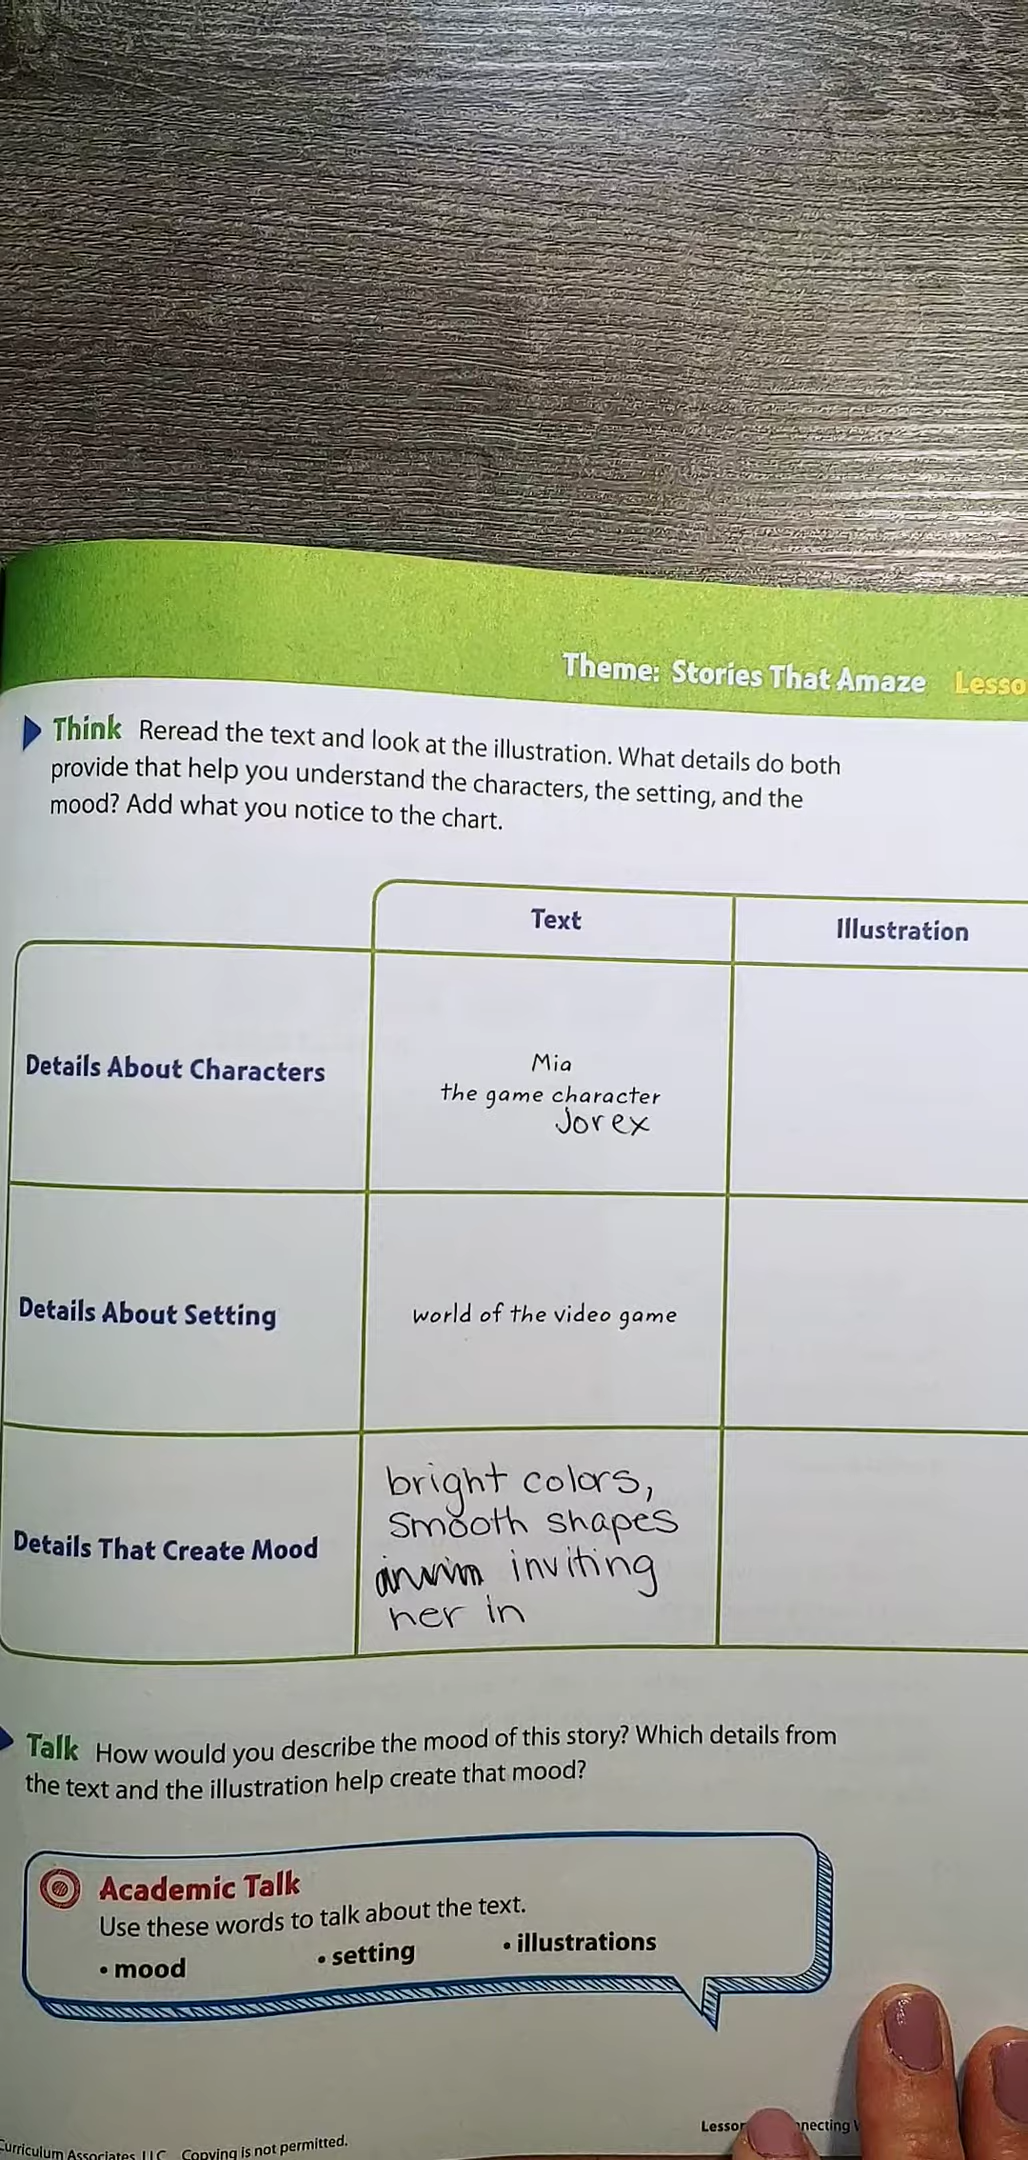 Theme: Stories That Amaze Lesso
Think Reread the text and look at the illustration. What details do both
provide that help you understand the characters, the setting, and the
mood? Add what you notice to the chart.
Text
Illustration
Details About Characters
Mia
the game character
Jorex
Details About Setting
world of the video game
Details That Create Mood
bright colors,
smooth shapes
inviting
her in
Talk How would you describe the mood of this story? Which details from
the text and the illustration help create that mood?
Academic Talk
Use these words to talk about the text.
• mood • setting • illustrations
Curriculum Associates, LLC Copying is not permitted.